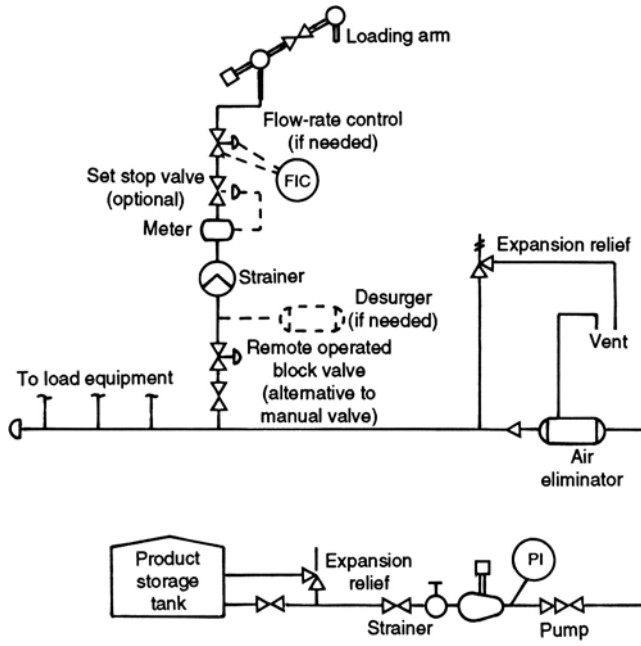 Loading arm
Flow-rate control
(if needed)
FIC
Set stop valve
(optional)
Meter
Expansion relief
Strainer
Desurger
(if needed)
Vent
Remote operated
block valve
(alternative to
manual valve)
To load equipment
Air
eliminator
Product
storage
tank
Expansion
relief
PI
Strainer
Pump